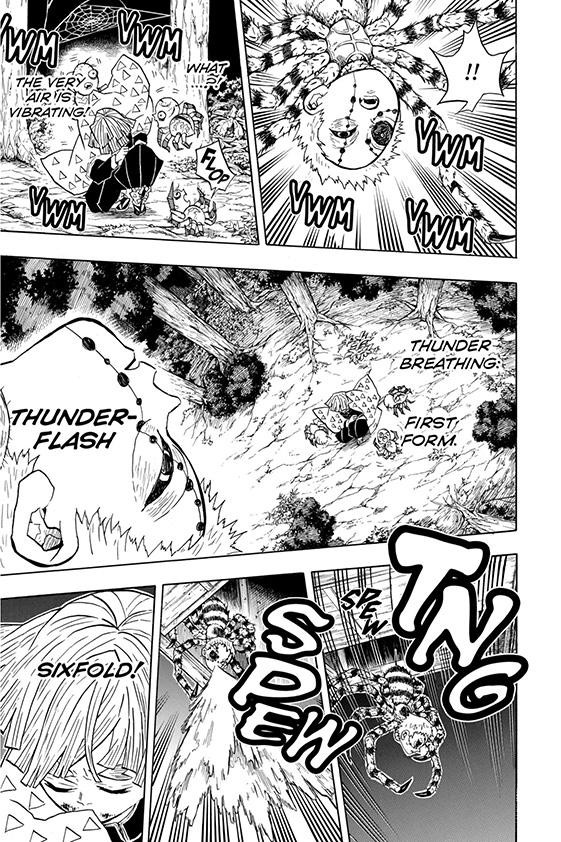 !!
VWM
VWM
VWM
VWM
VWM
VWM
WHAT
....?!
THE VERY
AIR IS
VIBRATING!
FLOP
VWM
VWM
THUNDER
BREATHING:
FIRST
FORM.
THUNDER-
FLASH
TNG
SPEW
SPEW
SIXFOLD!